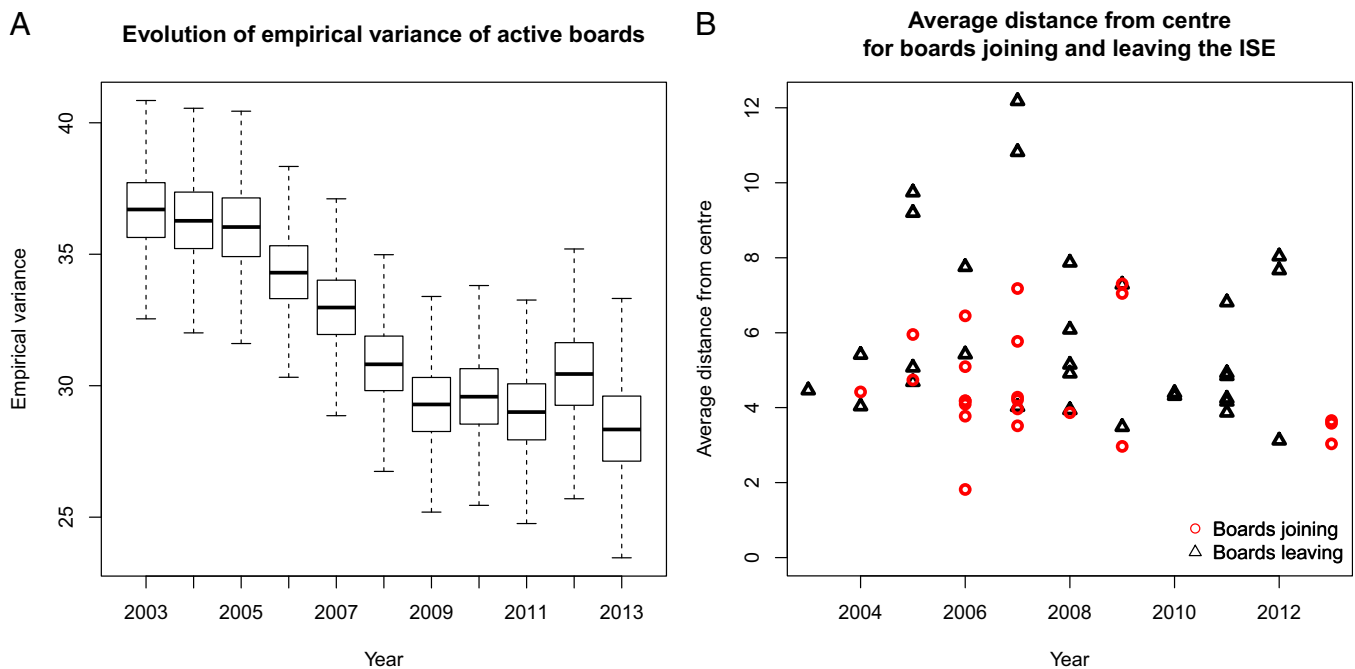 A
Evolution of empirical variance of active boards
Empirical variance
40
35
30
25
2003
2005
2007
2009
2011
2013
Year
B
Average distance from centre
for boards joining and leaving the ISE
Average distance from centre
12
10
8
6
4
2
0
2004
2006
2008
2010
2012
Year
Boards joining
Boards leaving